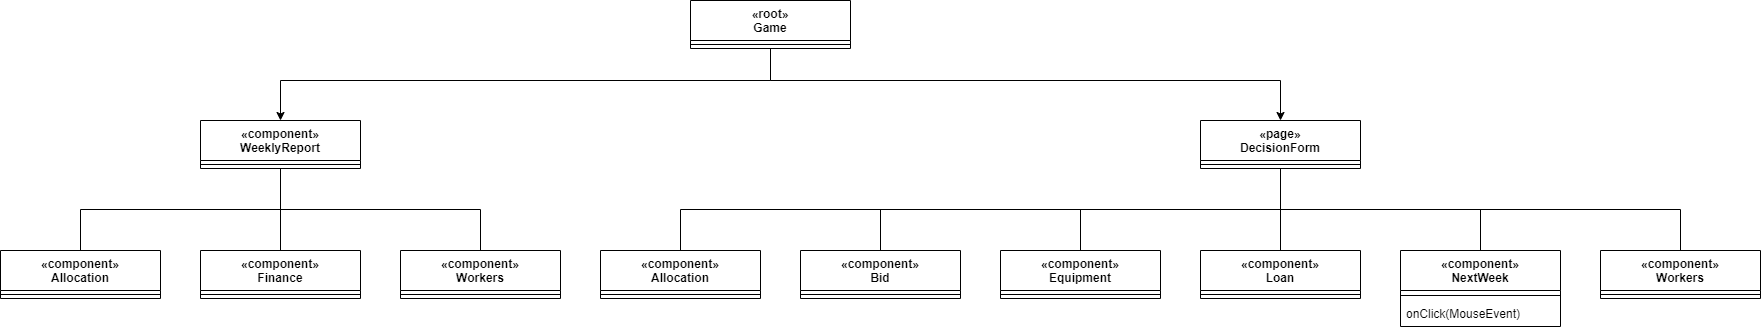 «root»
Game
«component»
WeeklyReport
«page»
DecisionForm
«component»
Allocation
«component»
Finance
«component»
Workers
«component»
Allocation
«component»
Bid
«component»
Equipment
«component»
Loan
«component»
NextWeek
onClick(MouseEvent)
«component»
Workers